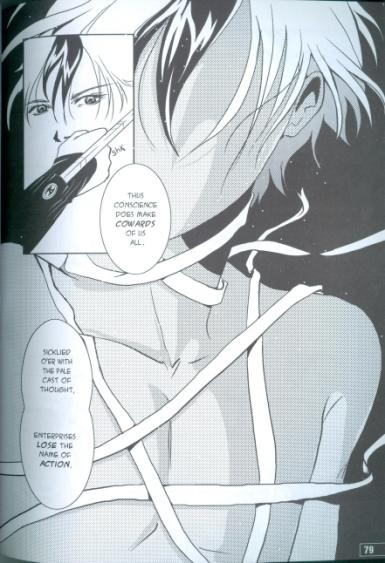 SHK
THUS
CONSCIENCE
DOES MAKE
COWARDS
OF US
ALL.
SICKLIED
O'ER WITH
THE PALE
CAST OF
THOUGHT,
ENTERPRISES
LOSE THE
NAME OF
ACTION.
79